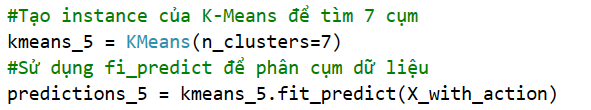 #Tạo instance của K-Means để tìm 7 cụm
kmeans_5 = KMeans(n_clusters=7)
#Sử dụng fi_predict để phân cụm dữ liệu
predictions_5 = kmeans_5.fit_predict(X_with_action)